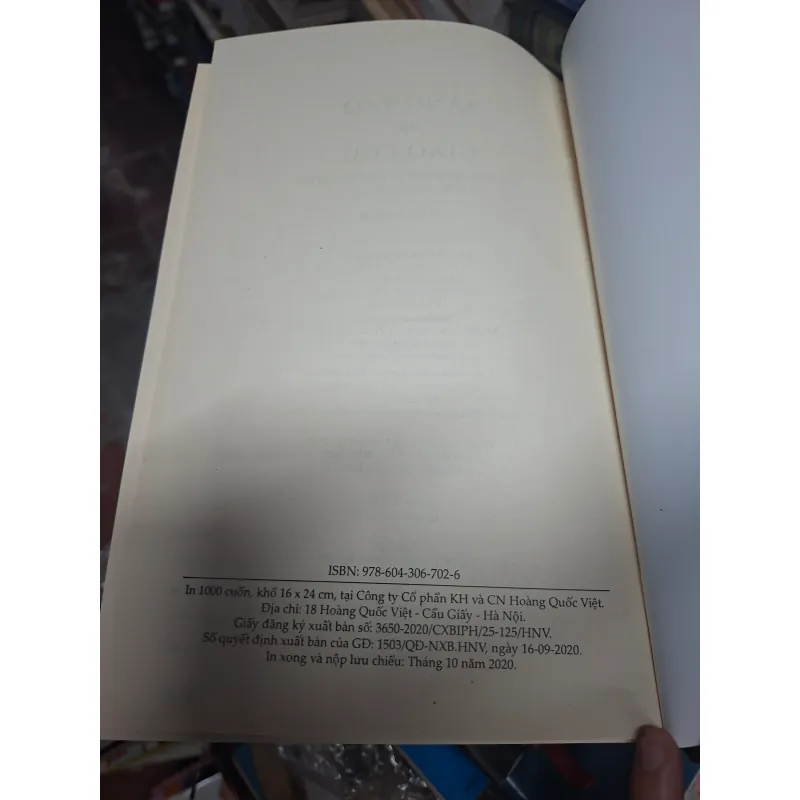 ISBN: 978-604-306-702-6
In 1000 cuốn, khổ 16 x 24 cm, tại Công ty Cổ phần KH và CN Hoàng Quốc Việt.
Địa chỉ: 18 Hoàng Quốc Việt - Cầu Giấy - Hà Nội.
Giấy đăng ký xuất bản số: 3650-2020/CXBIPH/25-125/HNV.
Số quyết định xuất bản của GĐ: 1503/QĐ-NXB.HNV, ngày 16-09-2020.
In xong và nộp lưu chiểu: Tháng 10 năm 2020.